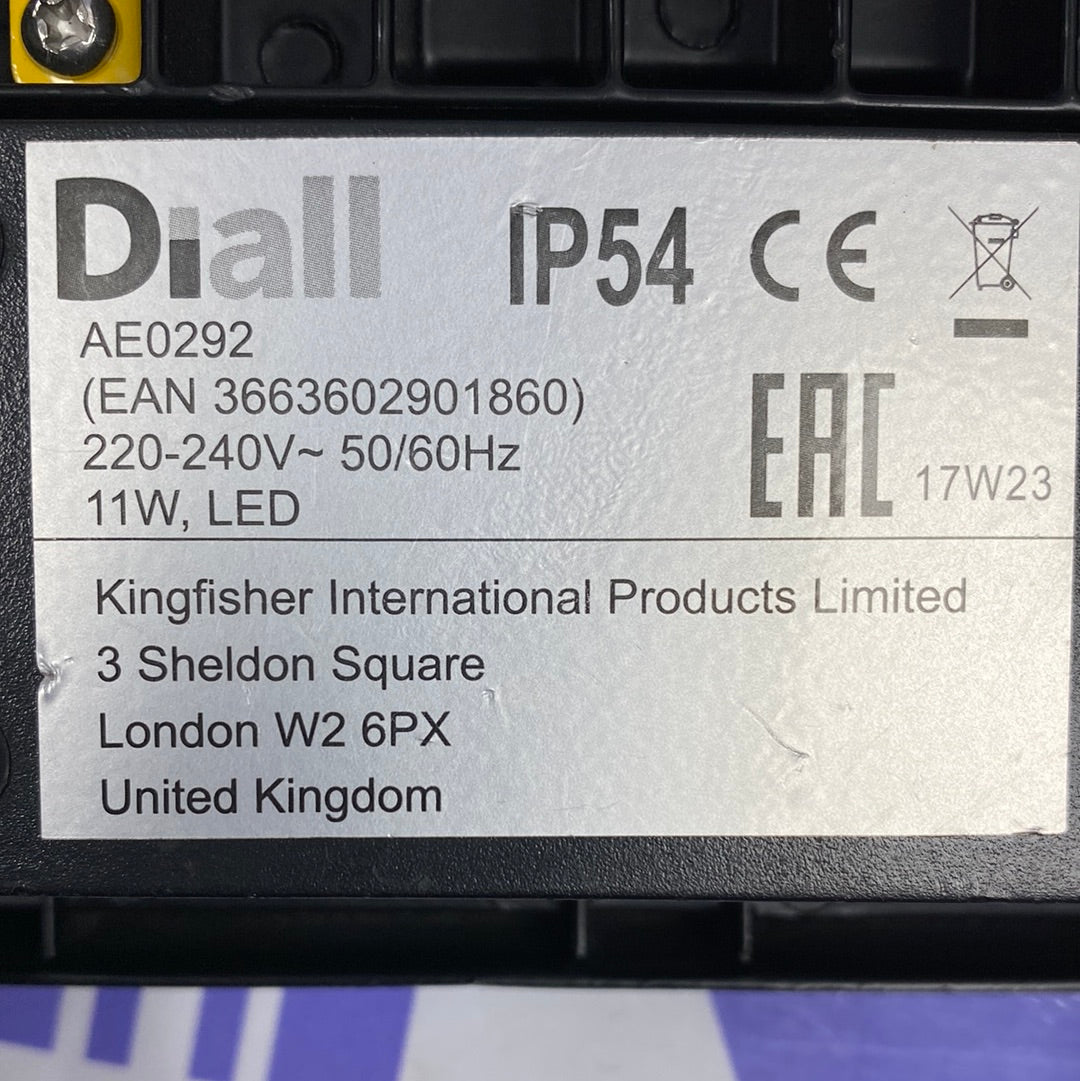 Diall IP54 CE
AE0292
(EAN 3663602901860)
220-240V~ 50/60Hz
11W, LED
EAC 17W23
Kingfisher International Products Limited
3 Sheldon Square
London W2 6PX
United Kingdom